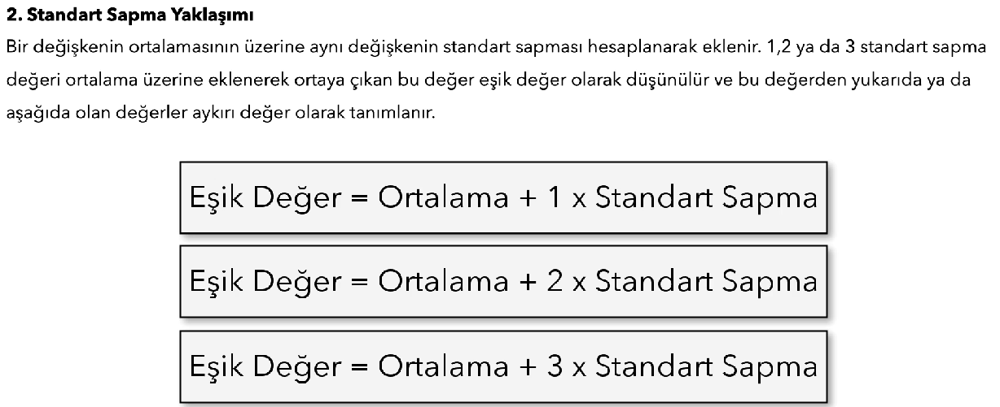 2. Standart Sapma Yaklaşımı
Bir değişkenin ortalamasının üzerine aynı değişkenin standart sapması hesaplanarak eklenir. 1,2 ya da 3 standart sapma
değeri ortalama üzerine eklenerek ortaya çıkan bu değer eşik değer olarak düşünülür ve bu değerden yukarıda ya da
aşağıda olan değerler aykırı değer olarak tanımlanır.
Eşik Değer = Ortalama + 1 x Standart Sapma
Eşik Değer = Ortalama + 2 x Standart Sapma
Eşik Değer = Ortalama + 3 x Standart Sapma